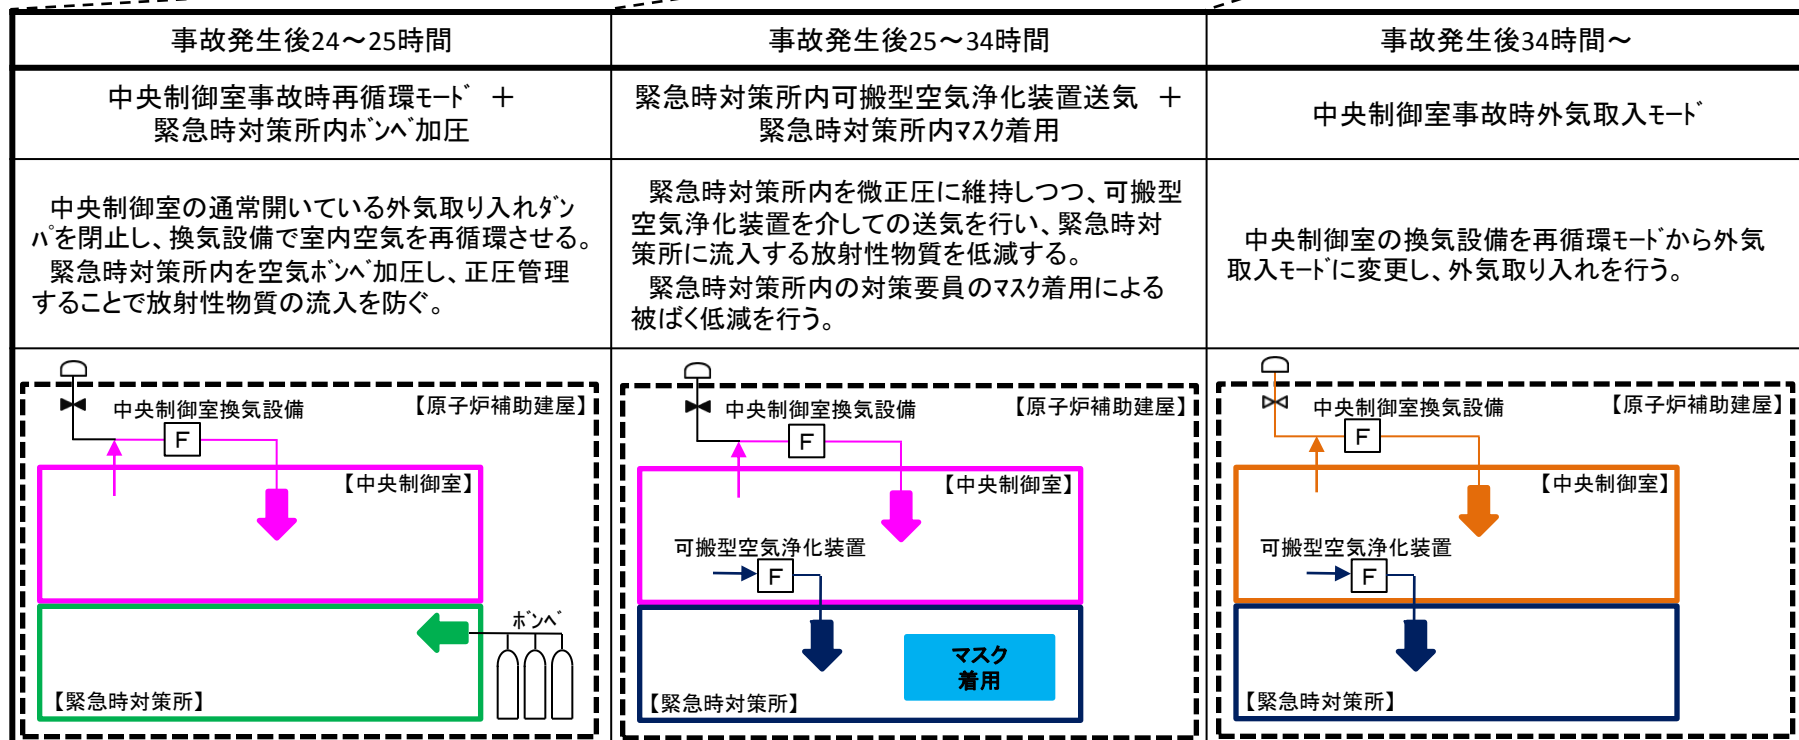 事故発生後24～25時間
事故発生後25～34時間
事故発生後34時間～
中央制御室事故時再循環ﾓｰﾄﾞ ＋
緊急時対策所内ﾎﾞﾝﾍﾞ加圧
緊急時対策所内可搬型空気浄化装置送気 ＋
緊急時対策所内ﾏｽｸ着用
中央制御室事故時外気取入ﾓｰﾄﾞ
中央制御室の通常開いている外気取り入れﾀﾞﾝ
ﾊﾟを閉止し、換気設備で室内空気を再循環させる。
緊急時対策所内を空気ﾎﾞﾝﾍﾞ加圧し、正圧管理
することで放射性物質の流入を防ぐ。
緊急時対策所内を微正圧に維持しつつ、可搬型
空気浄化装置を介しての送気を行い、緊急時対
策所に流入する放射性物質を低減する。
緊急時対策所内の対策要員のﾏｽｸ着用による
被ばく低減を行う。
中央制御室の換気設備を再循環ﾓｰﾄﾞから外気
取入ﾓｰﾄﾞに変更し、外気取り入れを行う。
中央制御室換気設備
【原子炉補助建屋】
F
【中央制御室】
ﾎﾞﾝﾍﾞ
【緊急時対策所】
中央制御室換気設備
【原子炉補助建屋】
F
【中央制御室】
可搬型空気浄化装置
F
マスク
着用
【緊急時対策所】
中央制御室換気設備
【原子炉補助建屋】
F
【中央制御室】
可搬型空気浄化装置
F
【緊急時対策所】